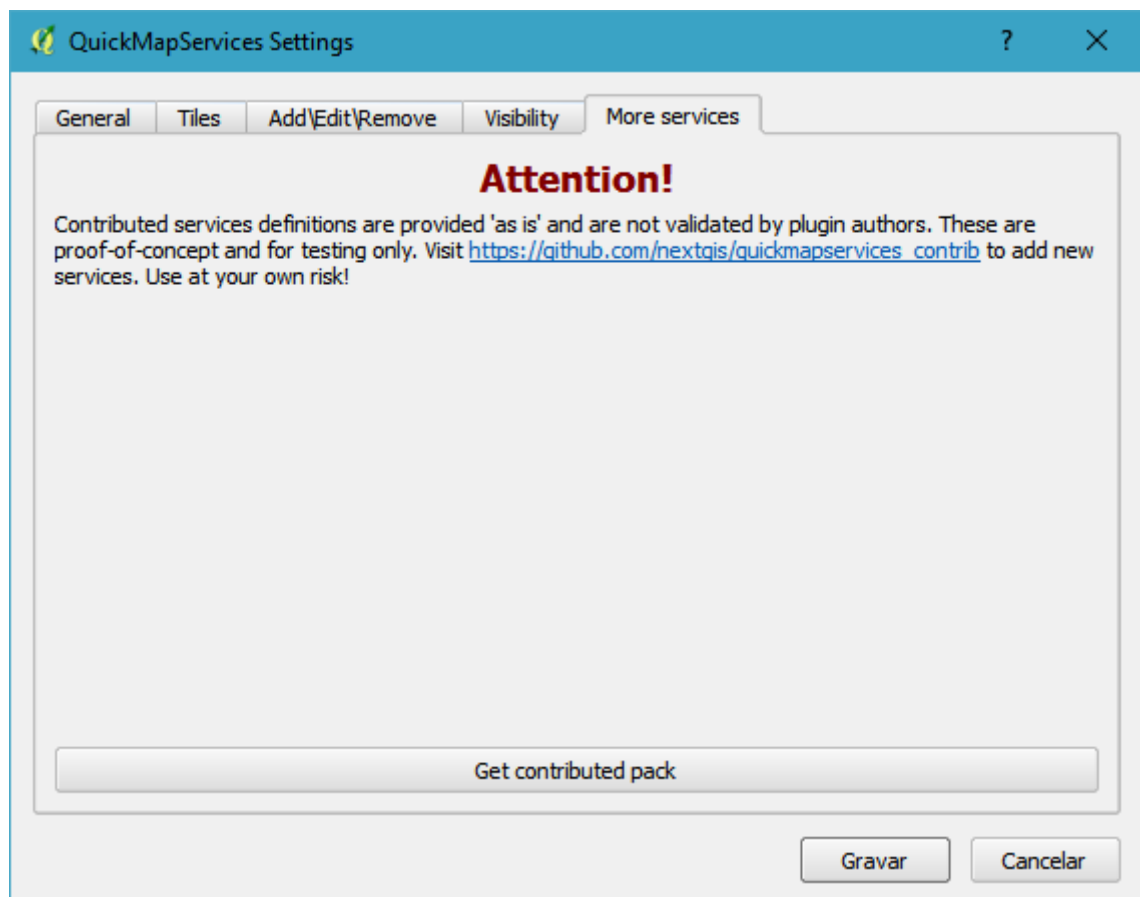 QuickMapServices Settings ?
General Tiles Add\Edit\Remove Visibility More services
Attention!
Contributed services definitions are provided 'as is' and are not validated by plugin authors. These are
proof-of-concept and for testing only. Visit https://github.com/nextgis/quickmapservices_contrib to add new
services. Use at your own risk!
Get contributed pack
Gravar Cancelar